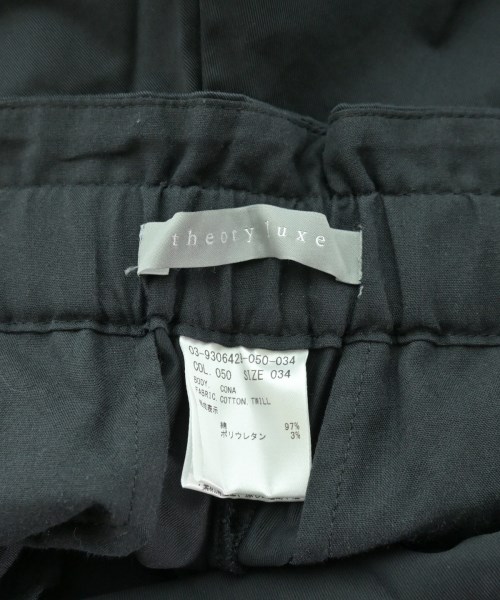 theory luxe
03-9306421-050-034
COL. 050 SIZE 034
BODY. CONA
FABRIC. COTTON. TWILL
綿 97%
ポリウレタン 3%